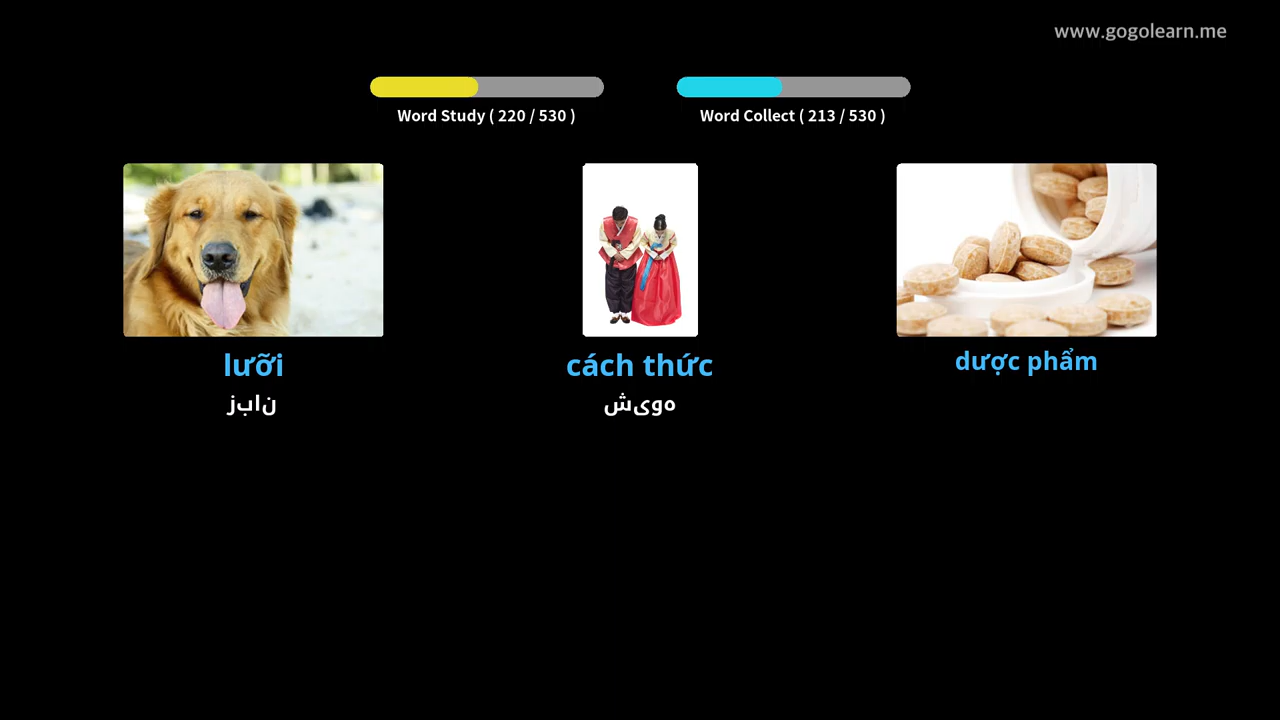 www.gogolearn.me
Word Study ( 220 / 530 )
Word Collect ( 213 / 530 )
lưỡi
cách thức
dược phẩm
زبان
شیوه